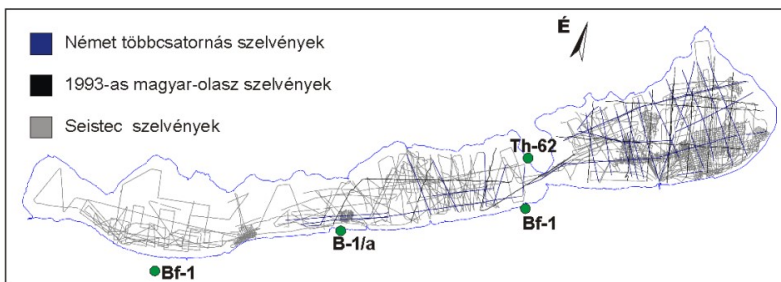 Német többcsatornás szelvények
1993-as magyar-olasz szelvények
Seistec szelvények
É
Th-62
Bf-1
B-1/a
Bf-1